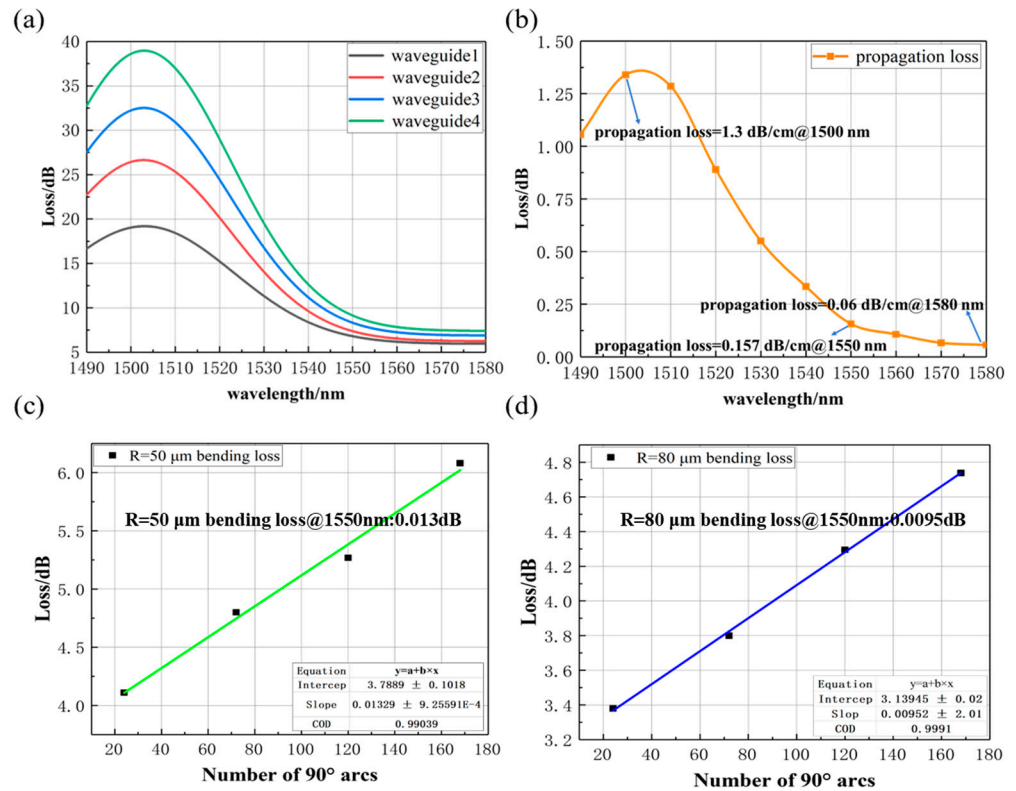 (a)
40
35
30
25
20
15
10
5
Loss/dB
waveguide1
waveguide2
waveguide3
waveguide4
1490 1500 1510 1520 1530 1540 1550 1560 1570 1580
wavelength/nm
(b)
1.50
1.25
1.00
0.75
0.50
0.25
0.00
Loss/dB
propagation loss
propagation loss=1.3 dB/cm@1500 nm
propagation loss=0.06 dB/cm@1580 nm
propagation loss=0.157 dB/cm@1550 nm
1490 1500 1510 1520 1530 1540 1550 1560 1570 1580
wavelength/nm
(c)
6.0
5.5
5.0
4.5
4.0
Loss/dB
R=50 μm bending loss
R=50 μm bending loss@1550nm:0.013dB
Equation y=a+b×x
Intercep 3.7889 ± 0.1018
Slope 0.01329 ± 9.25591E-4
COD 0.99039
20 40 60 80 100 120 140 160 180
Number of 90° arcs
(d)
4.8
4.6
4.4
4.2
4.0
3.8
3.6
3.4
3.2
Loss/dB
R=80 μm bending loss
R=80 μm bending loss@1550nm:0.0095dB
Equation y=a+b×x
Intercep 3.13945 ± 0.02
Slop 0.00952 ± 2.01
COD 0.9991
20 40 60 80 100 120 140 160 180
Number of 90° arcs